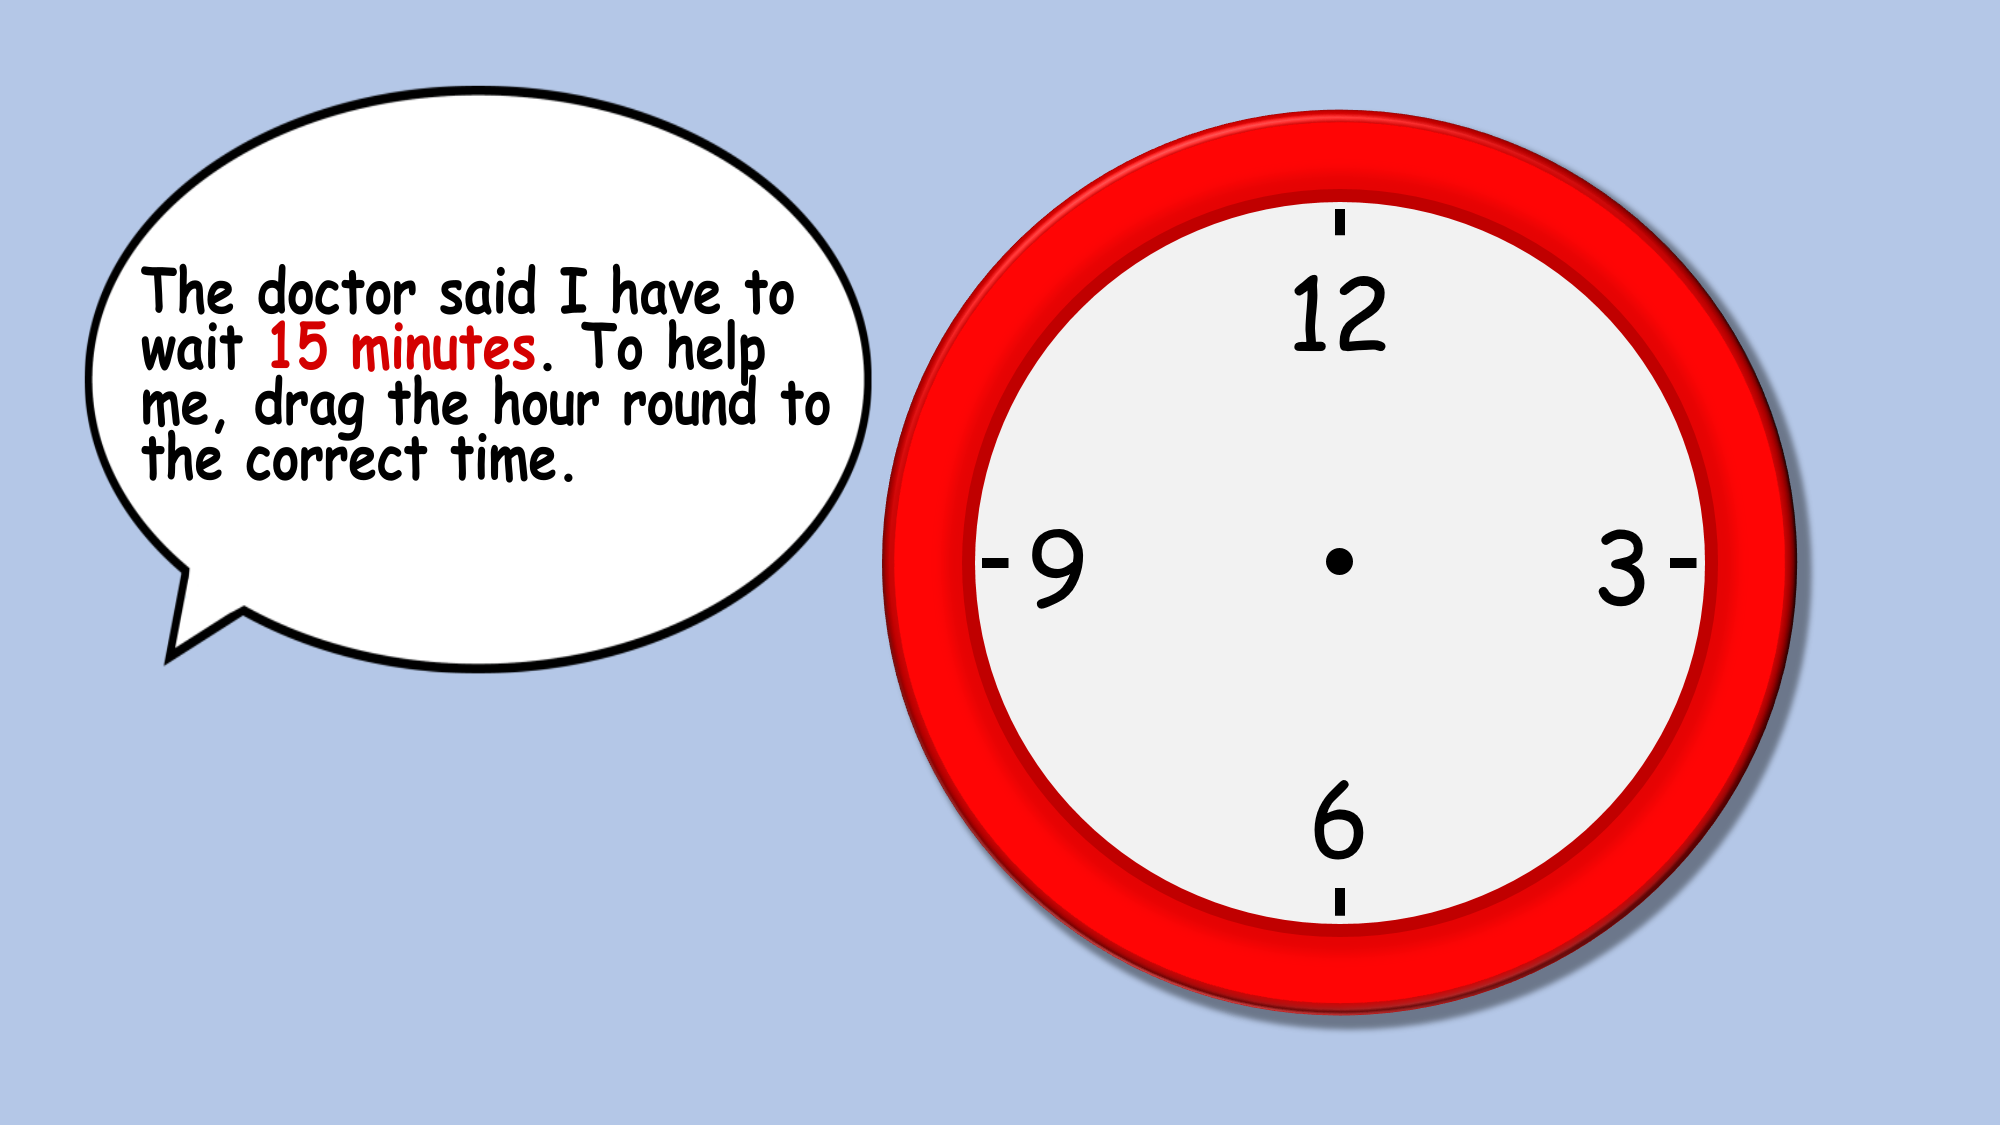 The doctor said I have to
wait 15 minutes. To help
me, drag the hour round to
the correct time.
12
9
3
6